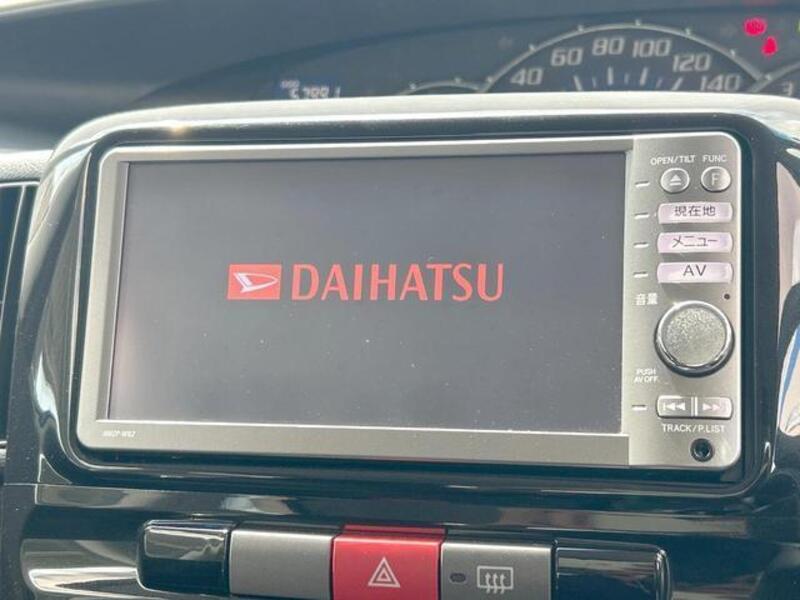 40 60 80 100 120 140
OPEN/TILT FUNC
F
現在地
メニュー
DAIHATSU
AV
音量
PUSH
AV OFF
TRACK/P.LIST